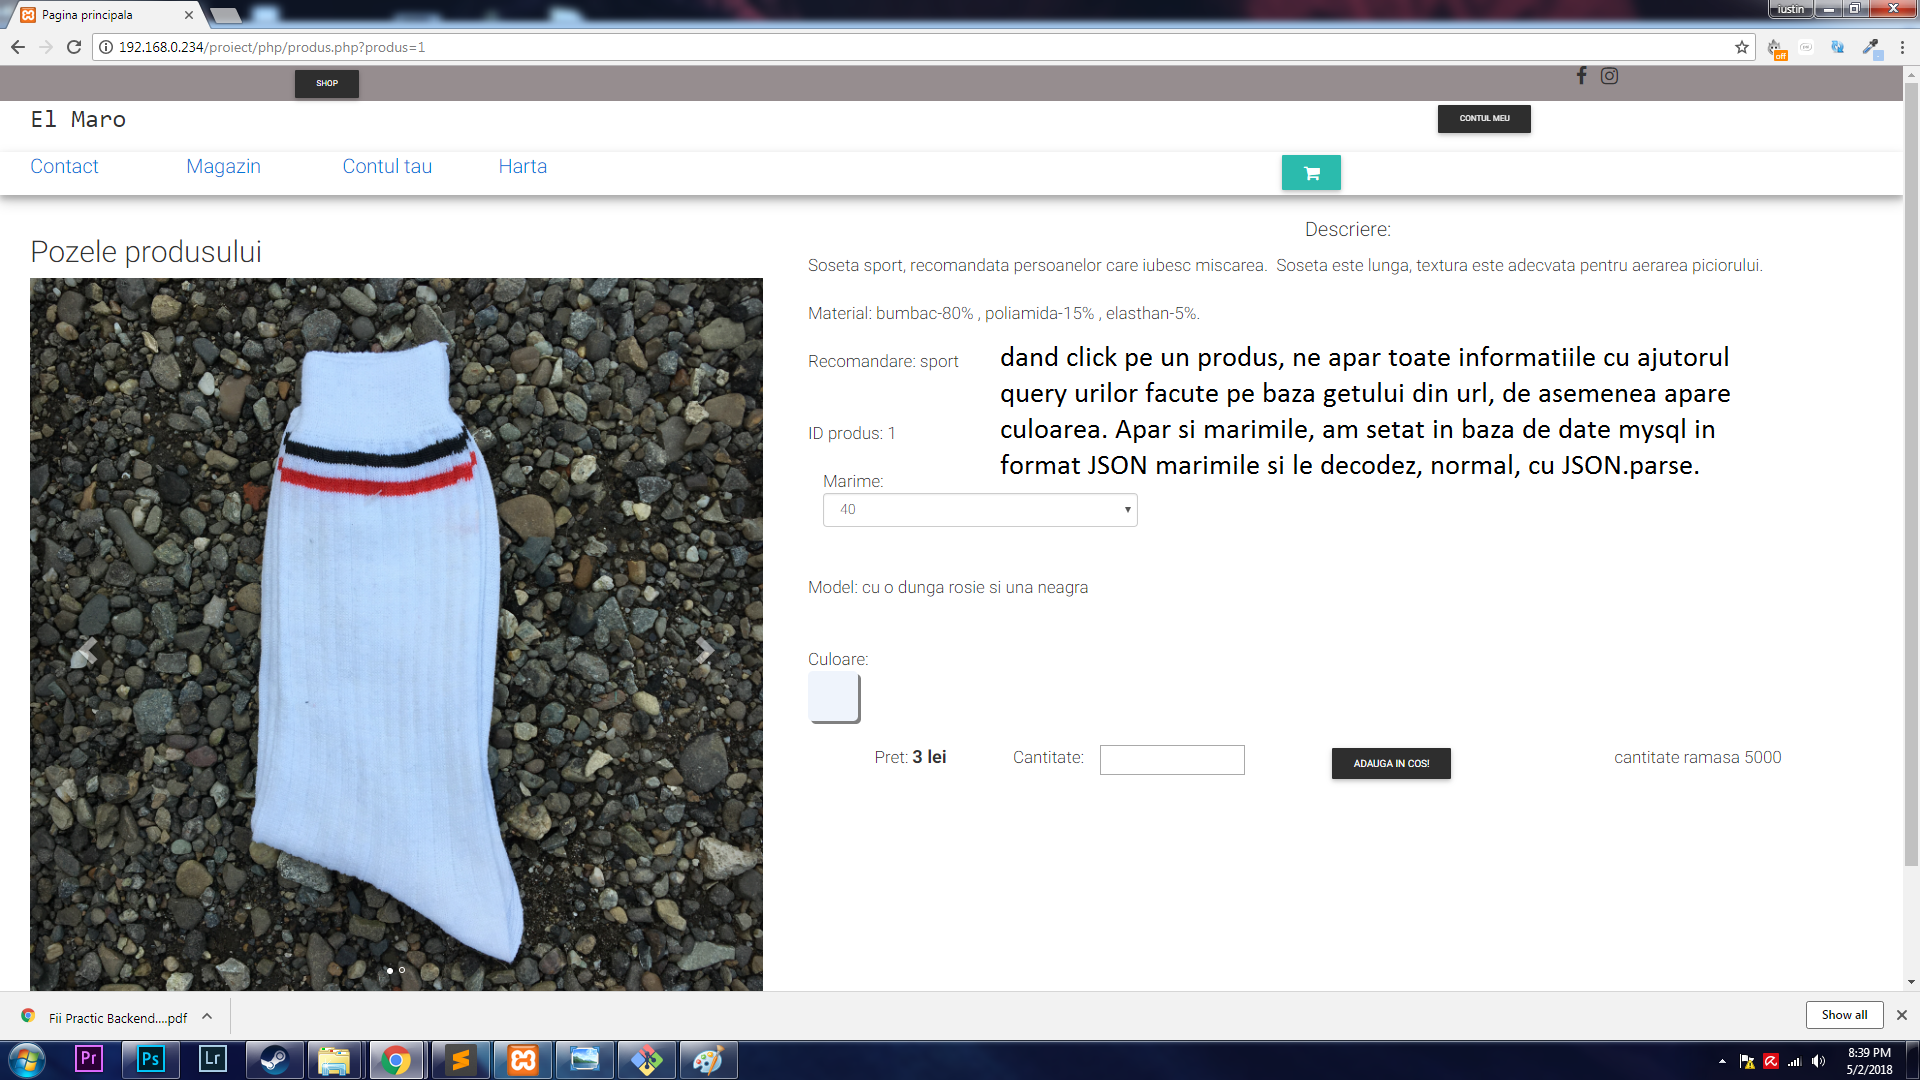 Pagina principala
iustin
192.168.0.234/proiect/php/produs.php?produs=1
off
SHOP
El Maro
CONTUL MEU
Contact Magazin Contul tau Harta
Descriere:
Pozele produsului
Soseta sport, recomandata persoanelor care iubesc miscarea. Soseta este lunga, textura este adecvata pentru aerarea piciorului.
Material: bumbac-80% , poliamida-15% , elasthan-5%.
Recomandare: sport
dand click pe un produs, ne apar toate informatiile cu ajutorul
query urilor facute pe baza getului din url, de asemenea apare
culoarea. Apar si marimile, am setat in baza de date mysql in
format JSON marimile si le decodez, normal, cu JSON.parse.
ID produs: 1
Marime:
40
Model: cu o dunga rosie si una neagra
Culoare:
Pret: 3 lei Cantitate: ADAUGA IN COS! cantitate ramasa 5000
Fii Practic Backend....pdf
Show all
Pr Ps Lr
8:39 PM
5/2/2018